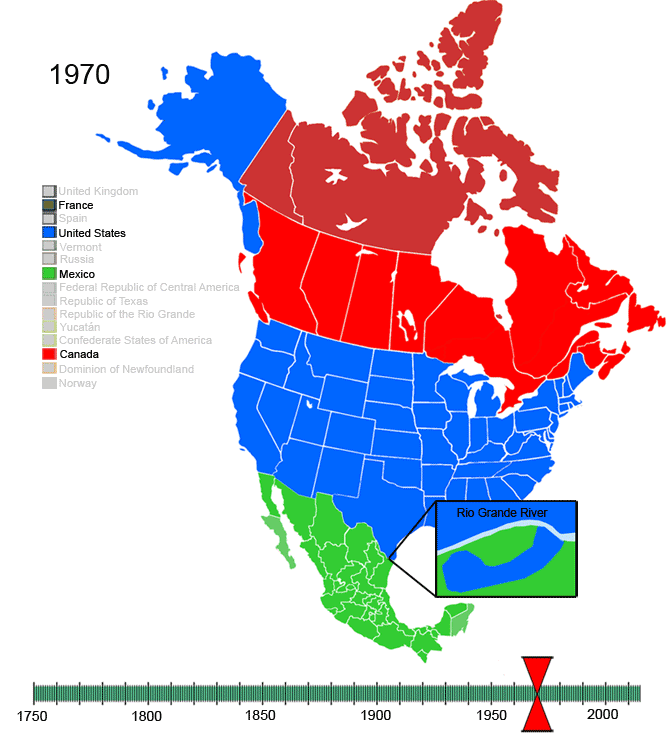 1970
United Kingdom
France
Spain
United States
Vermont
Russia
Mexico
Federal Republic of Central America
Republic of Texas
Republic of the Rio Grande
Yucatán
Confederate States of America
Canada
Dominion of Newfoundland
Norway
Rio Grande River
1750 1800 1850 1900 1950 2000